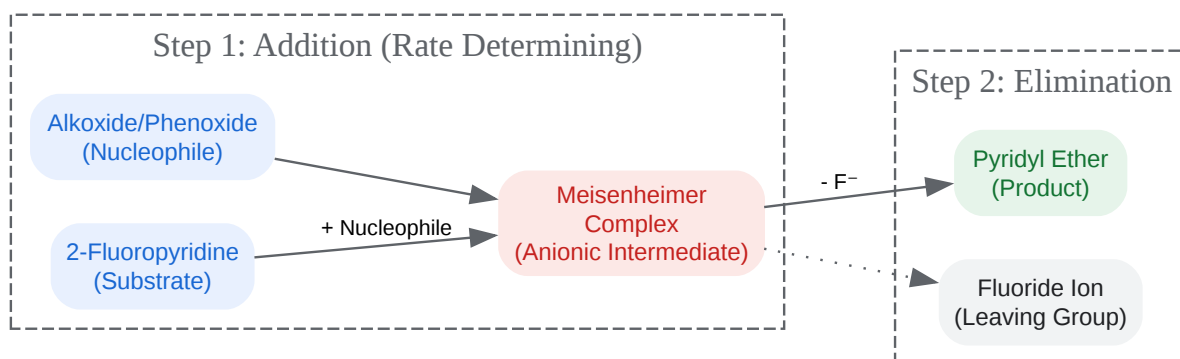 Step 1: Addition (Rate Determining)
Alkoxide/Phenoxide
(Nucleophile)
2-Fluoropyridine
(Substrate)
+ Nucleophile
Meisenheimer
Complex
(Anionic Intermediate)
- F⁻
Step 2: Elimination
Pyridyl Ether
(Product)
Fluoride Ion
(Leaving Group)